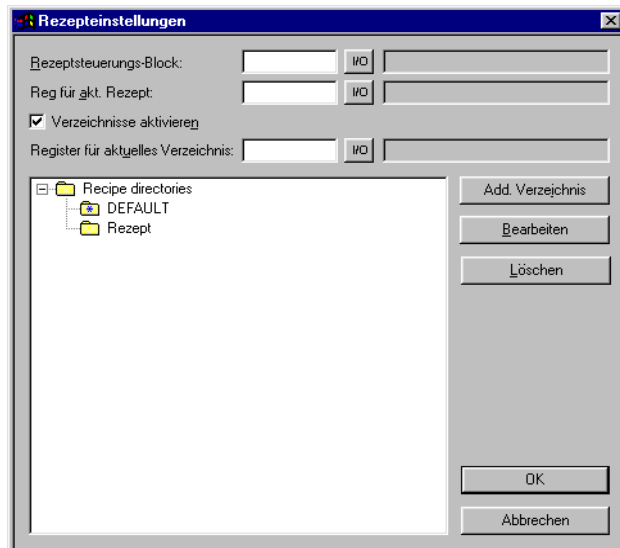 Rezepteinstellungen
Rezeptsteuerungs-Block: I/O
Reg für akt. Rezept: I/O
Verzeichnisse aktivieren
Register für aktuelles Verzeichnis: I/O
Recipe directories
DEFAULT
Rezept
Add. Verzeichnis
Bearbeiten
Löschen
OK
Abbrechen